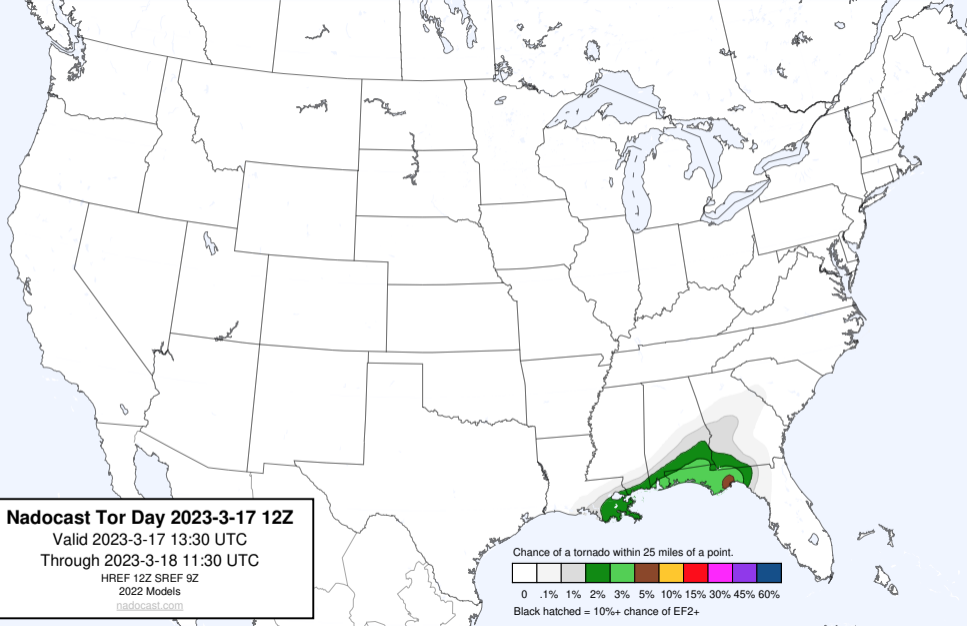 Nadocast Tor Day 2023-3-17 12Z
Valid 2023-3-17 13:30 UTC
Through 2023-3-18 11:30 UTC
HREF 12Z SREF 9Z
2022 Models
nadocast.com
Chance of a tornado within 25 miles of a point.
0 .1% 1% 2% 3% 5% 10% 15% 30% 45% 60%
Black hatched = 10%+ chance of EF2+